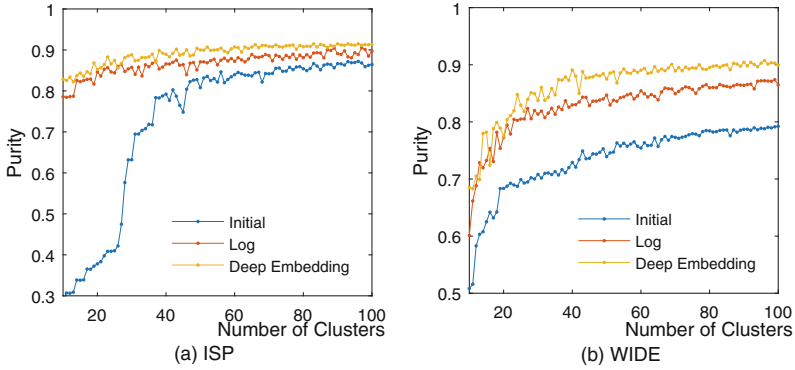 1
0.9
0.8
0.7
0.6
0.5
0.4
0.3
20
40
60
80
100
Purity
Number of Clusters
Initial
Log
Deep Embedding
(a) ISP
1
0.9
0.8
0.7
0.6
0.5
20
40
60
80
100
Purity
Number of Clusters
Initial
Log
Deep Embedding
(b) WIDE